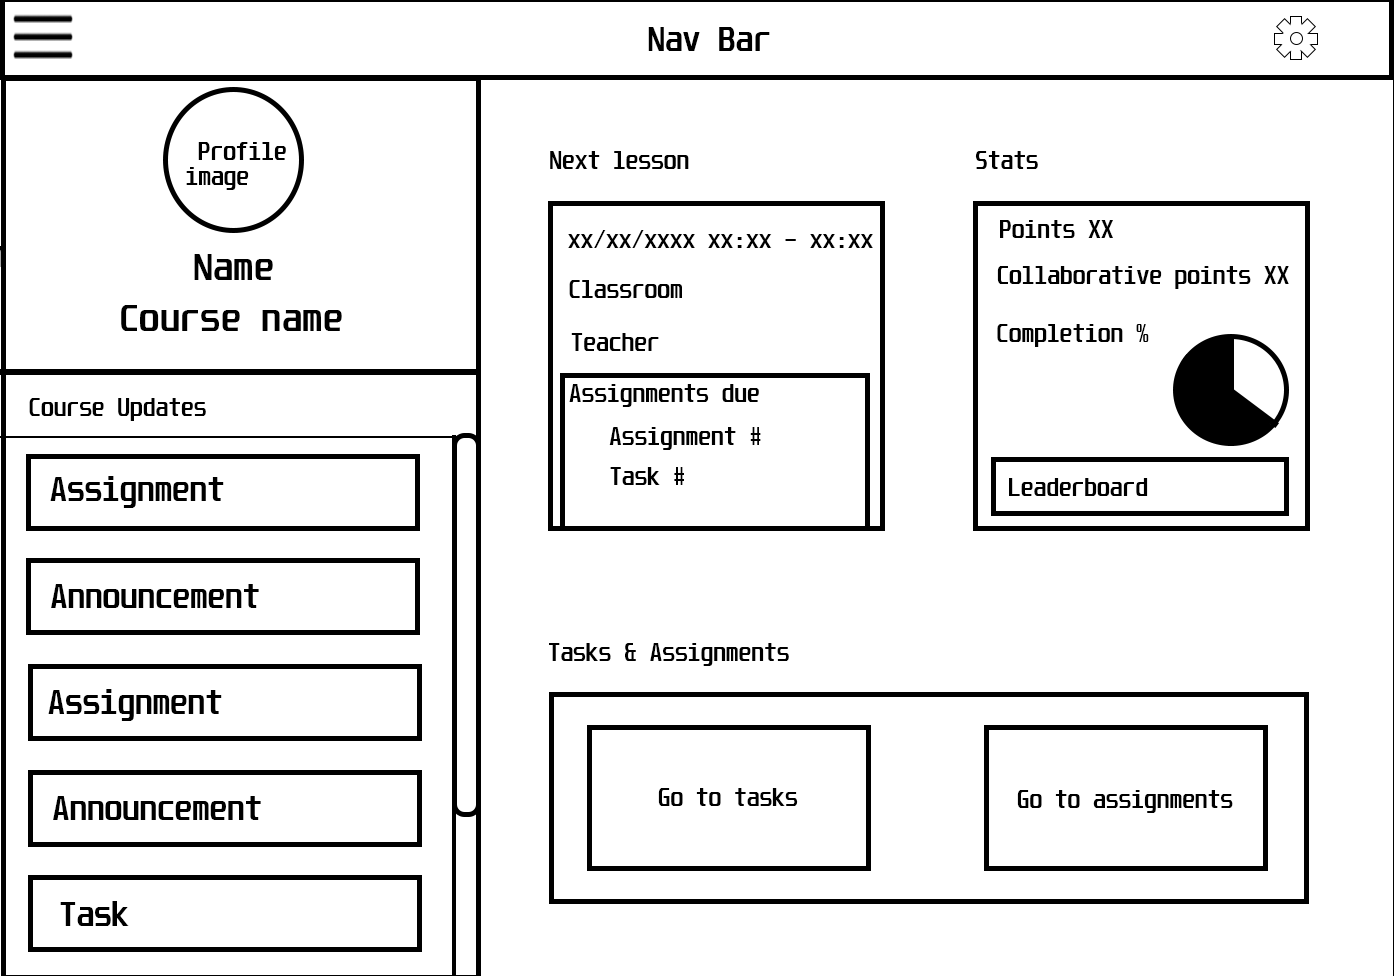 Nav Bar
Profile
image
Name
Course name
Course Updates
Assignment
Announcement
Assignment
Announcement
Task
Next lesson
xx/xx/xxxx xx:xx - xx:xx
Classroom
Teacher
Assignments due
Assignment #
Task #
Stats
Points XX
Collaborative points XX
Completion %
Leaderboard
Tasks & Assignments
Go to tasks
Go to assignments